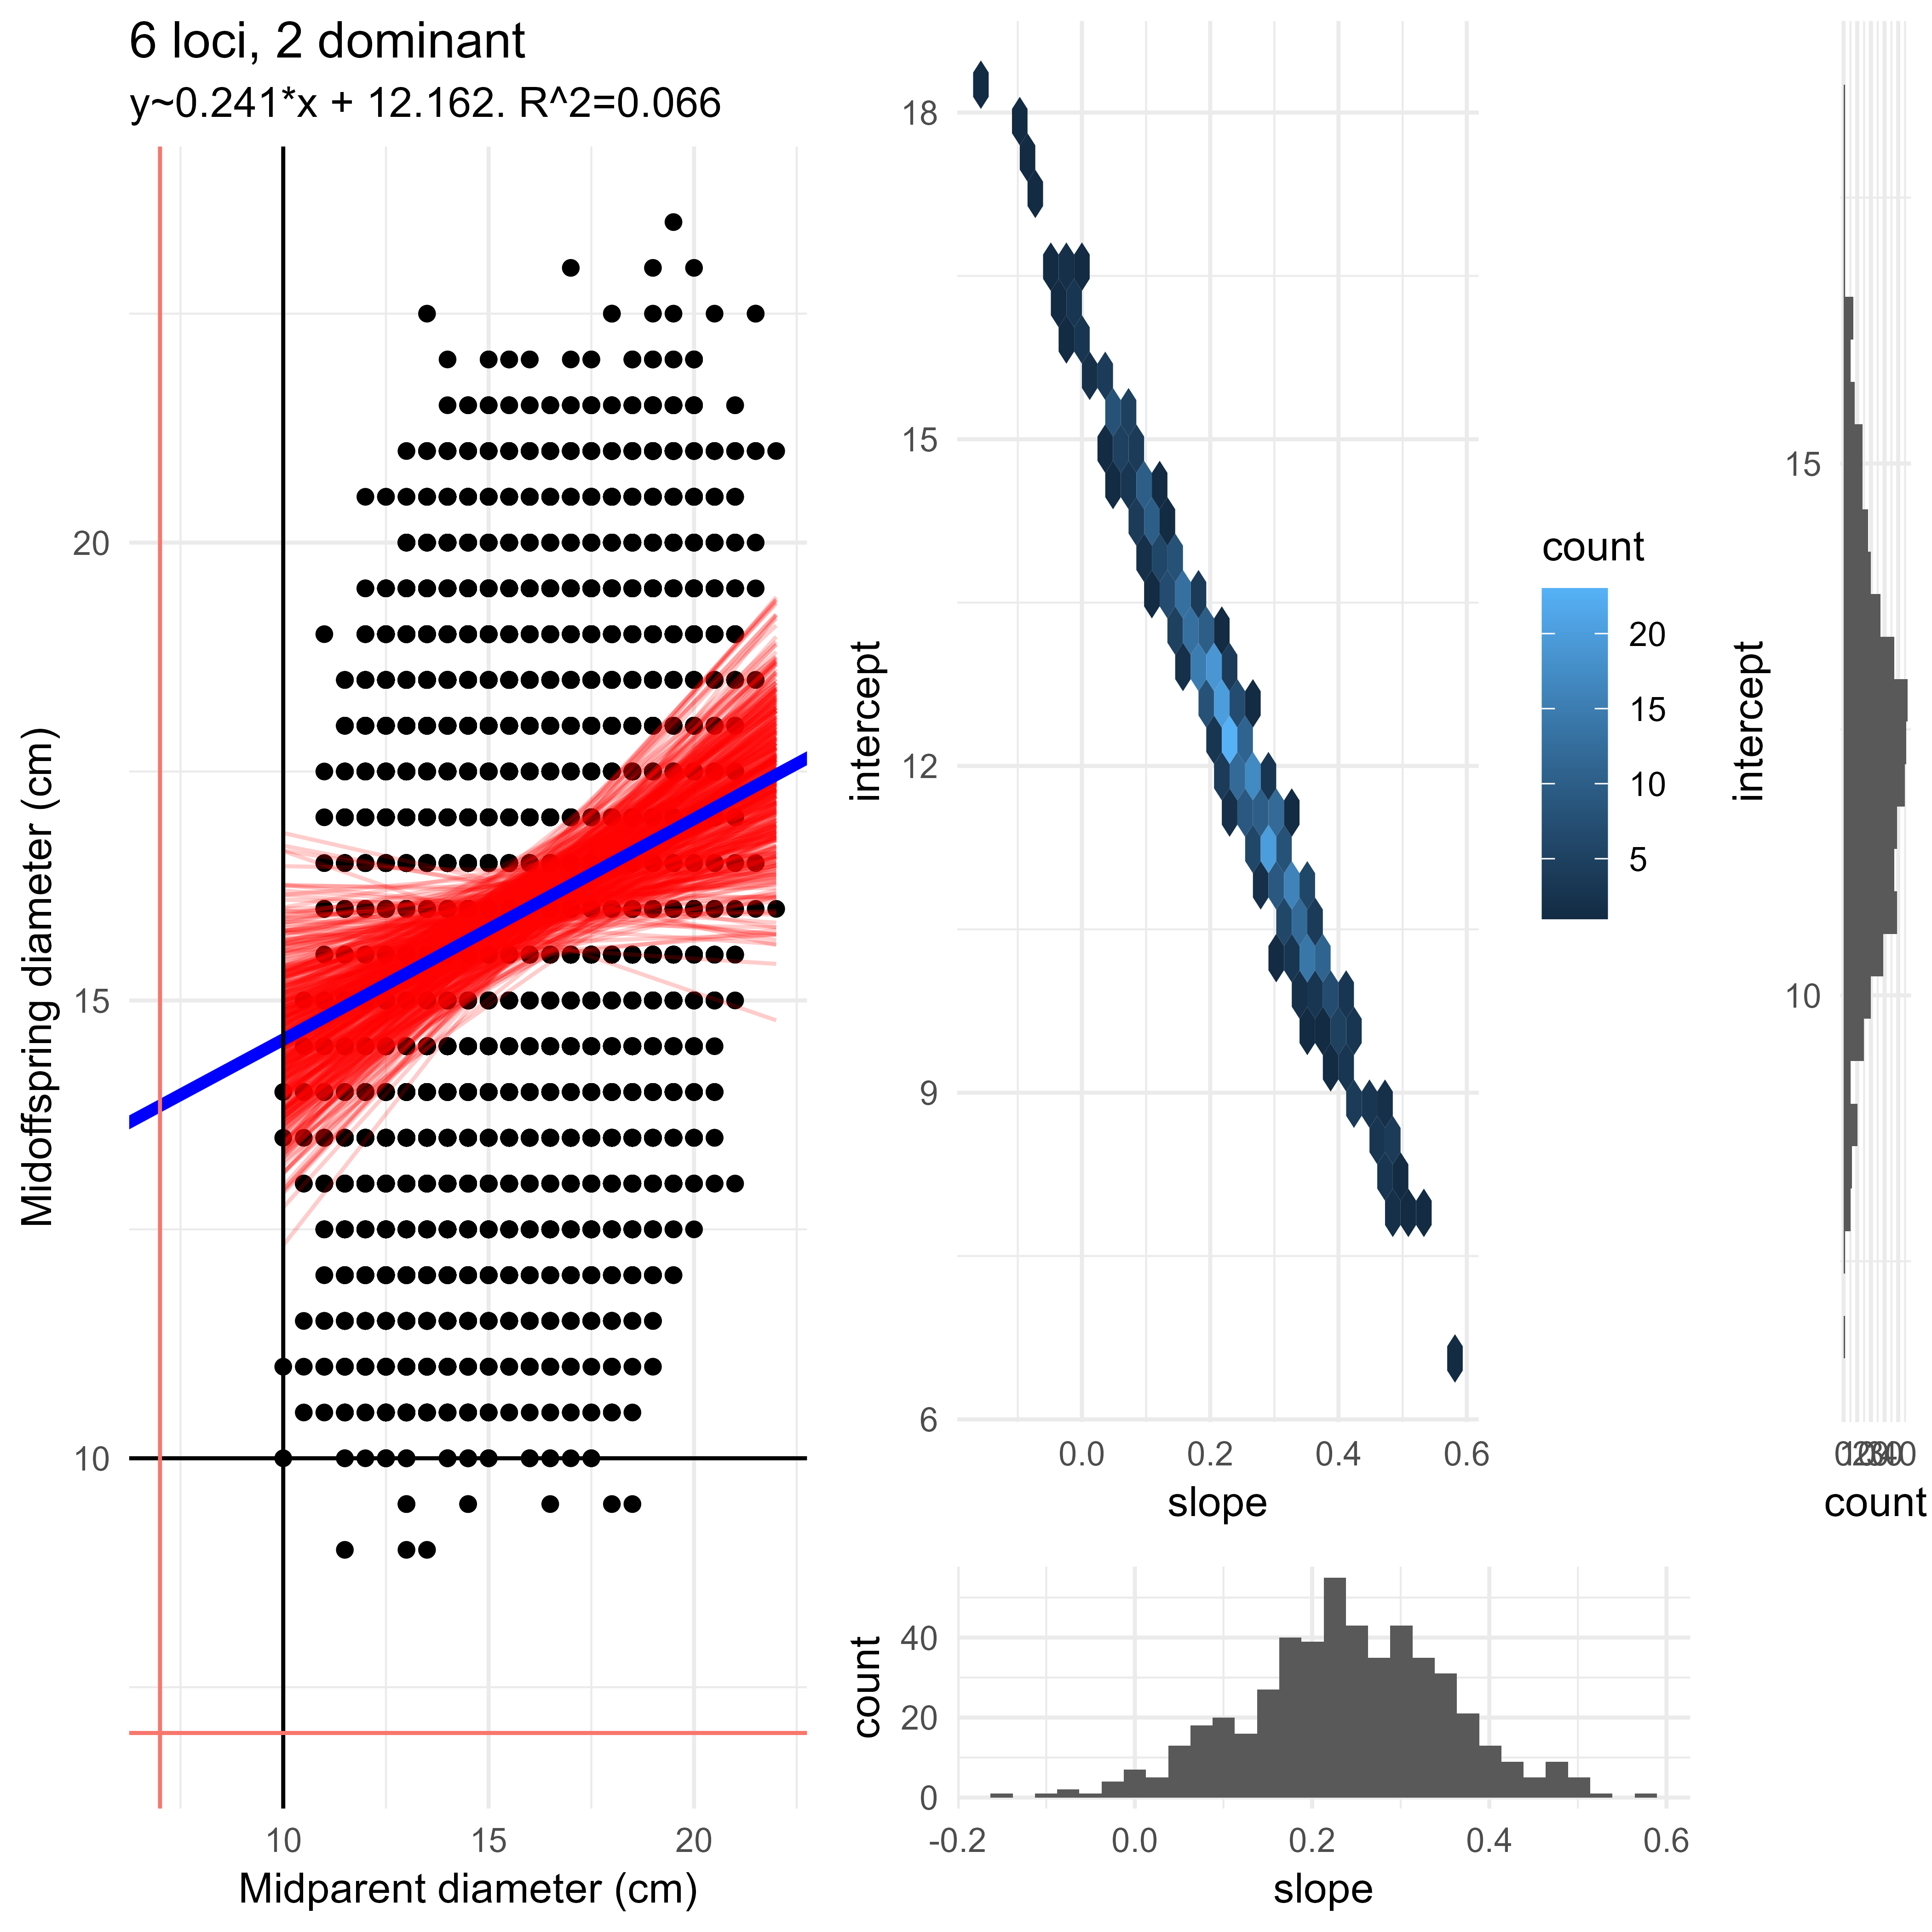 6 loci, 2 dominant
y~0.241*x + 12.162. R^2=0.066
Midoffspring diameter (cm)
20
15
10
10
15
20
Midparent diameter (cm)
intercept
18
15
12
9
6
0.0
0.2
0.4
0.6
slope
count
20
15
10
5
intercept
15
10
count
count
40
20
0
-0.2
0.0
0.2
0.4
0.6
slope